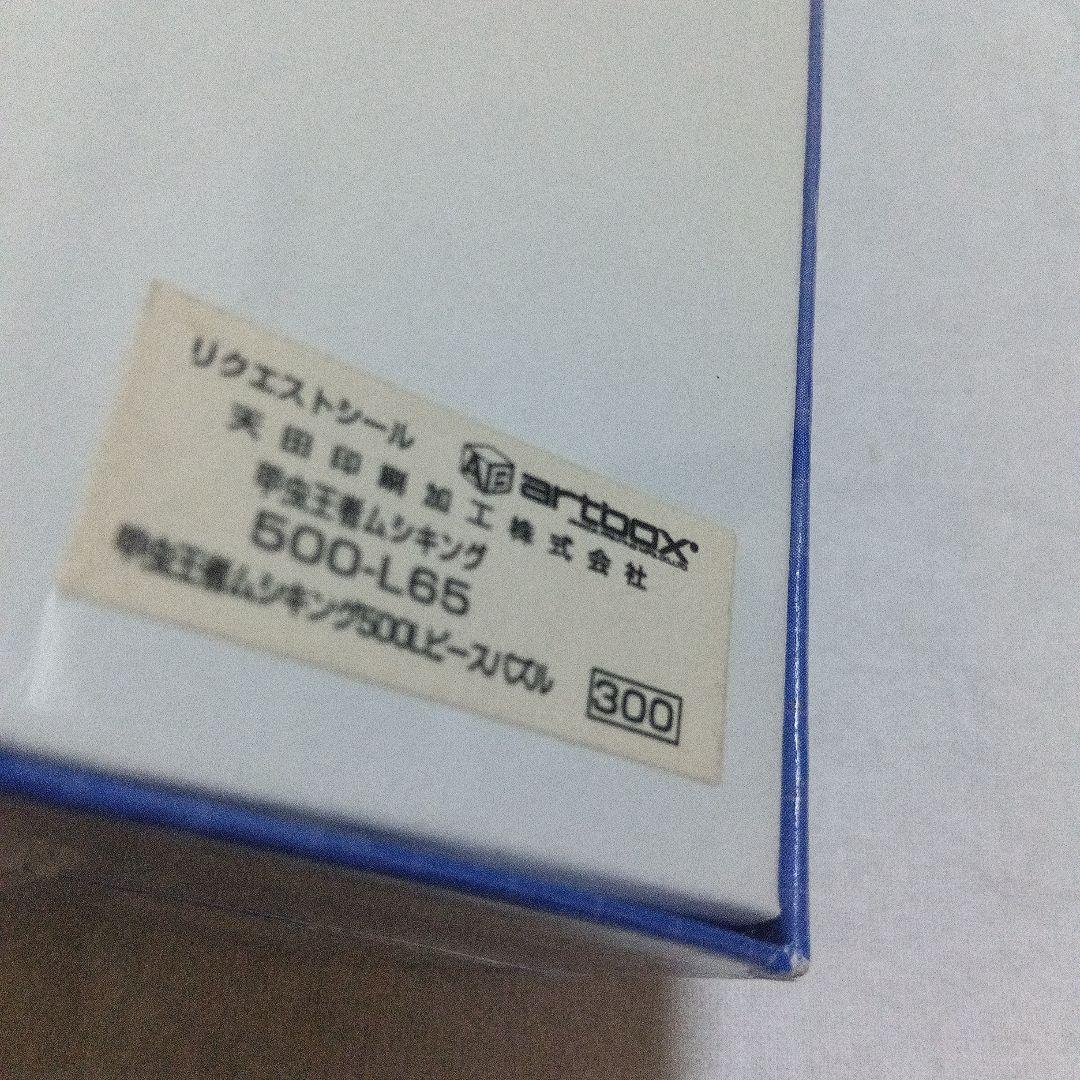 リクエストシール
artbox
天田印刷加工株式会社
甲虫王者ムシキング
500-L65
甲虫王者ムシキング500Lピースパズル
300